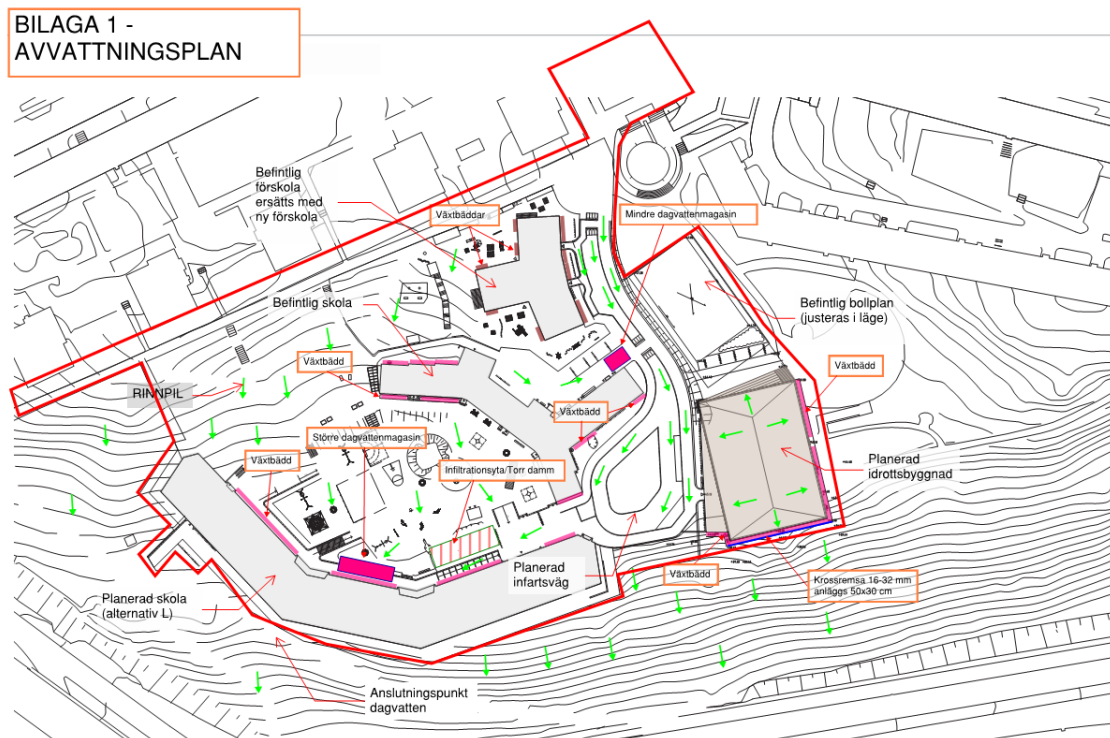 BILAGA 1 -
AVVATTNINGSPLAN
Befintlig
förskola
ersätts med
ny förskola
Växtbäddar
Mindre dagvattenmagasin
Befintlig skola
Befintlig bollplan
(justeras i läge)
Växtbädd
Växtbädd
RINNPIL
Växtbädd
Större dagvattenmagasin
Växtbädd
Infiltrationsyta/Torr damm
Planerad
idrottsbyggnad
Planerad
infartsväg
Växtbädd
Krossremsa 16-32 mm
anläggs 50x30 cm
Planerad skola
(alternativ L)
Anslutningspunkt
dagvatten